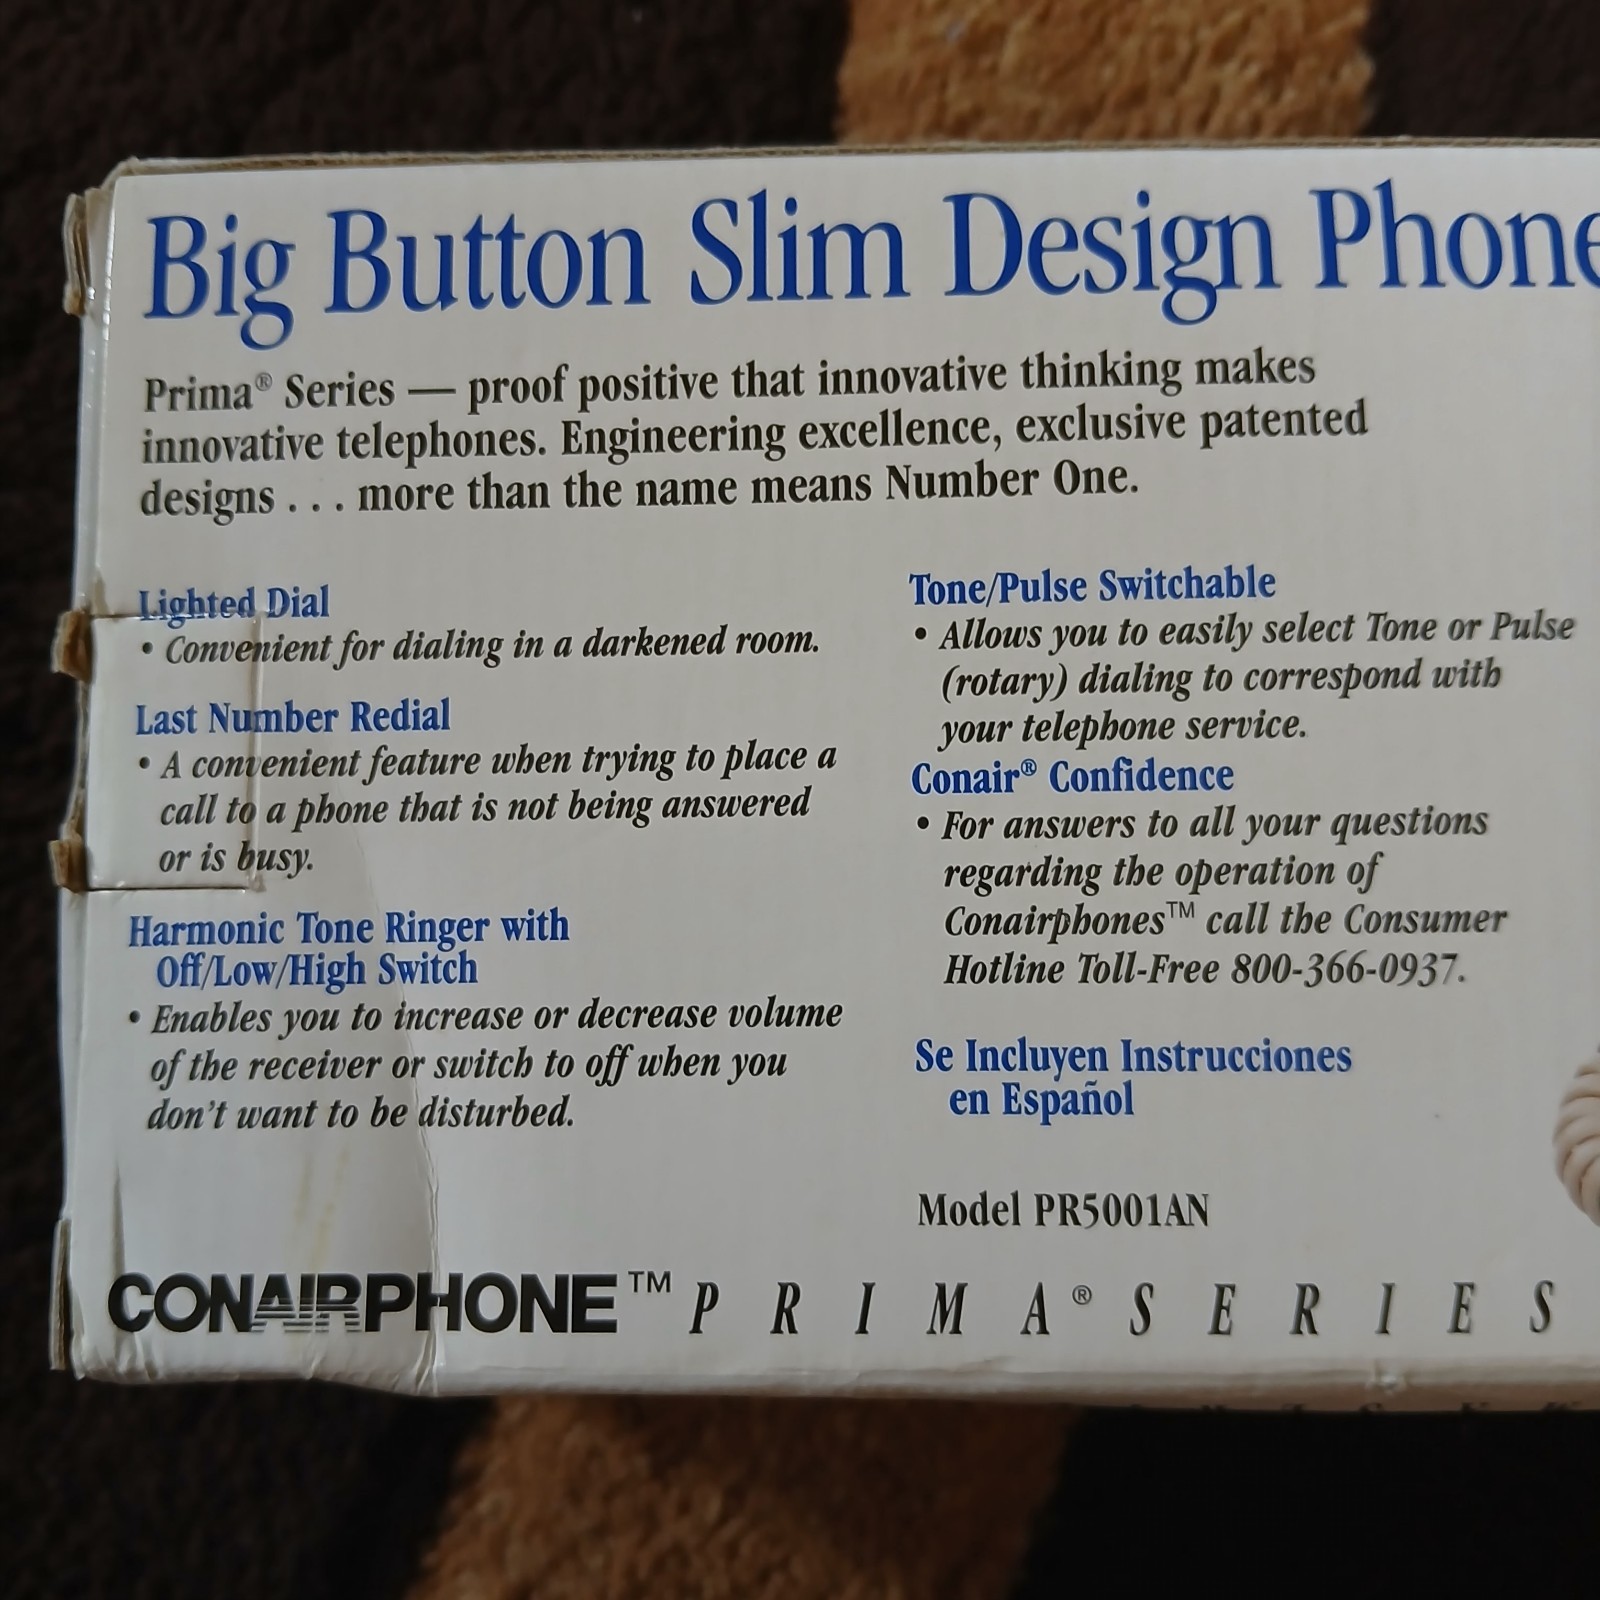 Big Button Slim Design Phone
Prima® Series — proof positive that innovative thinking makes
innovative telephones. Engineering excellence, exclusive patented
designs . . . more than the name means Number One.
Lighted Dial
• Convenient for dialing in a darkened room.
Last Number Redial
• A convenient feature when trying to place a
call to a phone that is not being answered
or is busy.
Harmonic Tone Ringer with
Off/Low/High Switch
• Enables you to increase or decrease volume
of the receiver or switch to off when you
don't want to be disturbed.
Tone/Pulse Switchable
• Allows you to easily select Tone or Pulse
(rotary) dialing to correspond with
your telephone service.
Conair® Confidence
• For answers to all your questions
regarding the operation of
Conairphones™ call the Consumer
Hotline Toll-Free 800-366-0937.
Se Incluyen Instrucciones
en Español
Model PR5001AN
CONAIRPHONE™ PRIMA® SERIES